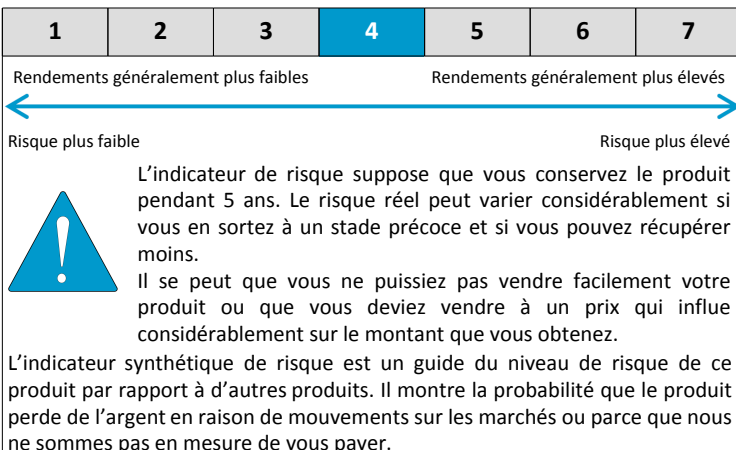 1 2 3 4 5 6 7
Rendements généralement plus faibles Rendements généralement plus élevés
Risque plus faible Risque plus élevé
L'indicateur de risque suppose que vous conservez le produit
pendant 5 ans. Le risque réel peut varier considérablement si
vous en sortez à un stade précoce et si vous pouvez récupérer
moins.
Il se peut que vous ne puissiez pas vendre facilement votre
produit ou que vous deviez vendre à un prix qui influe
considérablement sur le montant que vous obtenez.
L'indicateur synthétique de risque est un guide du niveau de risque de ce
produit par rapport à d'autres produits. Il montre la probabilité que le produit
perde de l'argent en raison de mouvements sur les marchés ou parce que nous
ne sommes pas en mesure de vous payer.